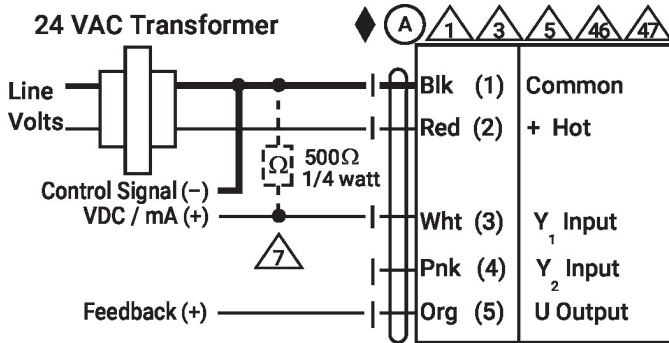 24 VAC Transformer
A 1 3 5 46 47
Line
Volts
Blk (1) Common
Red (2) + Hot
Ω 500Ω
1/4 watt
Control Signal (−)
VDC / mA (+)
Wht (3) Y1 Input
7
Pnk (4) Y2 Input
Feedback (+)
Org (5) U Output